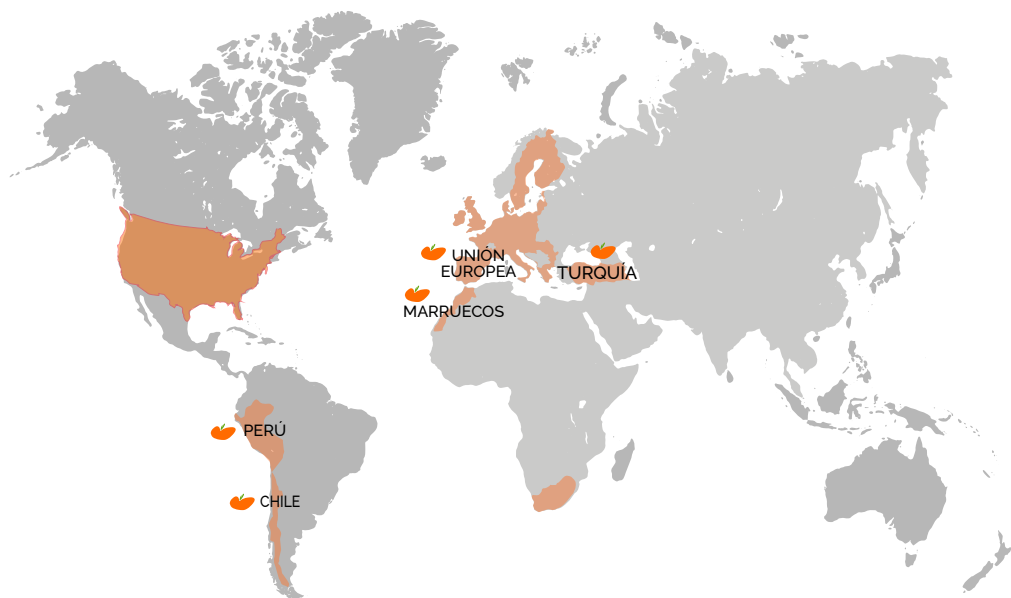 UNIÓN
EUROPEA
TURQUÍA
MARRUECOS
PERÚ
CHILE